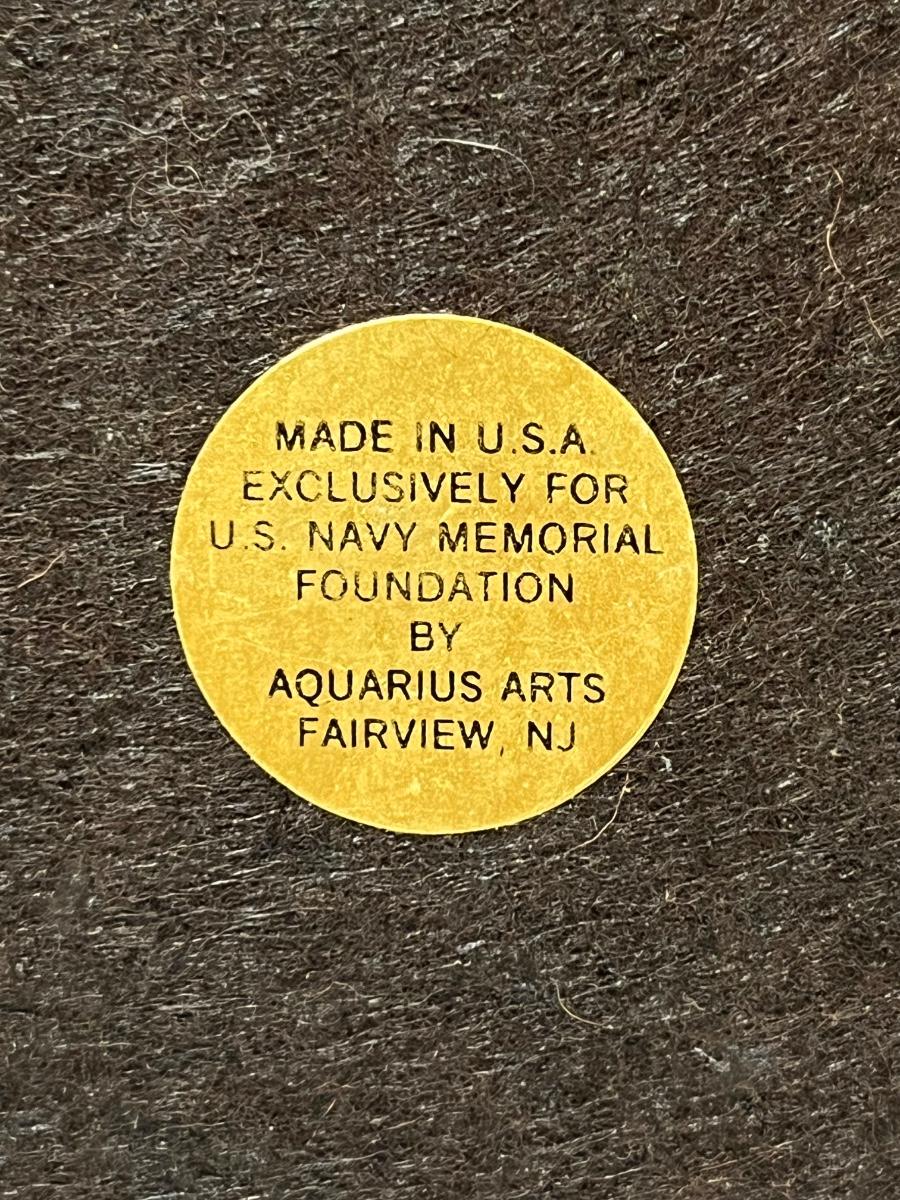 MADE IN U.S.A.
EXCLUSIVELY FOR
U.S. NAVY MEMORIAL
FOUNDATION
BY
AQUARIUS ARTS
FAIRVIEW, NJ